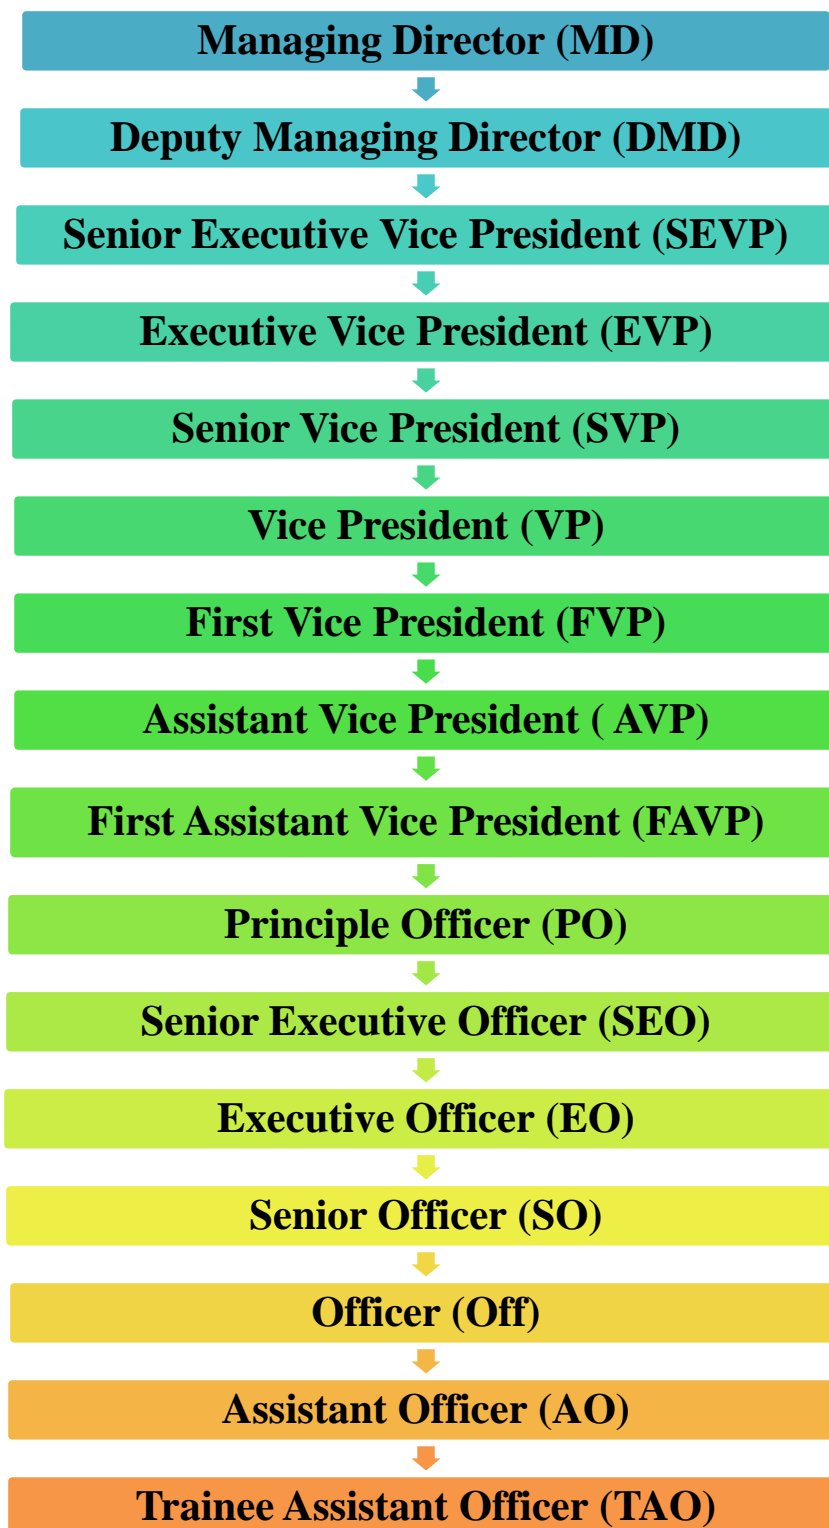 Managing Director (MD)
Deputy Managing Director (DMD)
Senior Executive Vice President (SEVP)
Executive Vice President (EVP)
Senior Vice President (SVP)
Vice President (VP)
First Vice President (FVP)
Assistant Vice President ( AVP)
First Assistant Vice President (FAVP)
Principle Officer (PO)
Senior Executive Officer (SEO)
Executive Officer (EO)
Senior Officer (SO)
Officer (Off)
Assistant Officer (AO)
Trainee Assistant Officer (TAO)